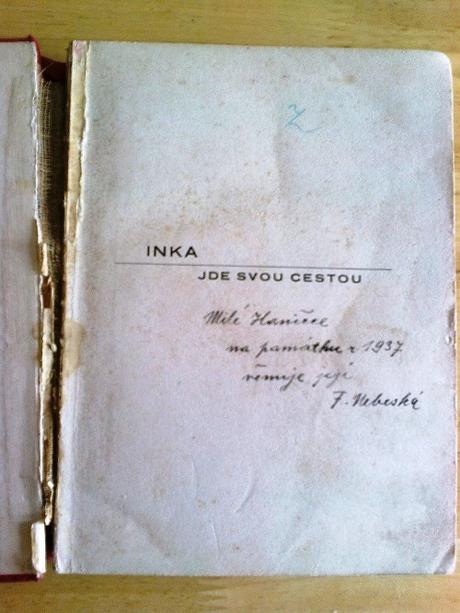 Z
INKA
JDE SVOU CESTOU
Milé Haničce
na památku r 1937
věnuje její
F. Nebeská